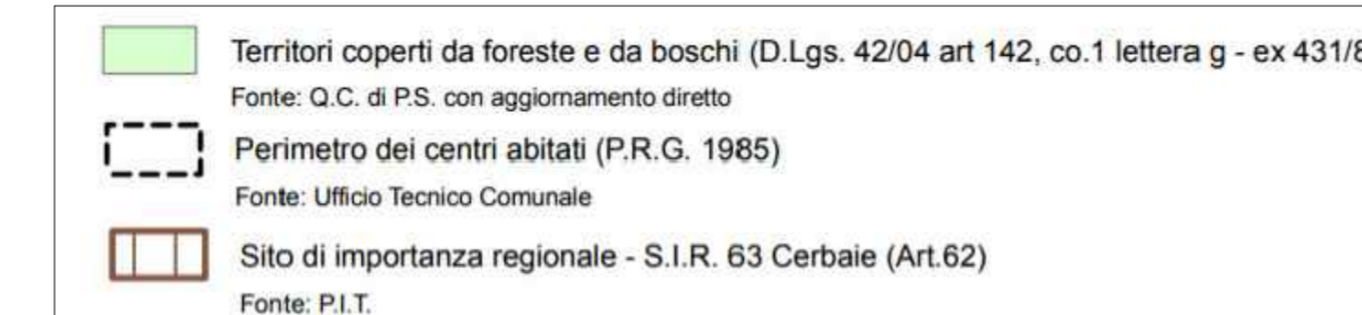 Territori coperti da foreste e da boschi (D.Lgs. 42/04 art 142, co.1 lettera g - ex 431/8
Fonte: Q.C. di P.S. con aggiornamento diretto
Perimetro dei centri abitati (P.R.G. 1985)
Fonte: Ufficio Tecnico Comunale
Sito di importanza regionale - S.I.R. 63 Cerbaie (Art.62)
Fonte: P.I.T.